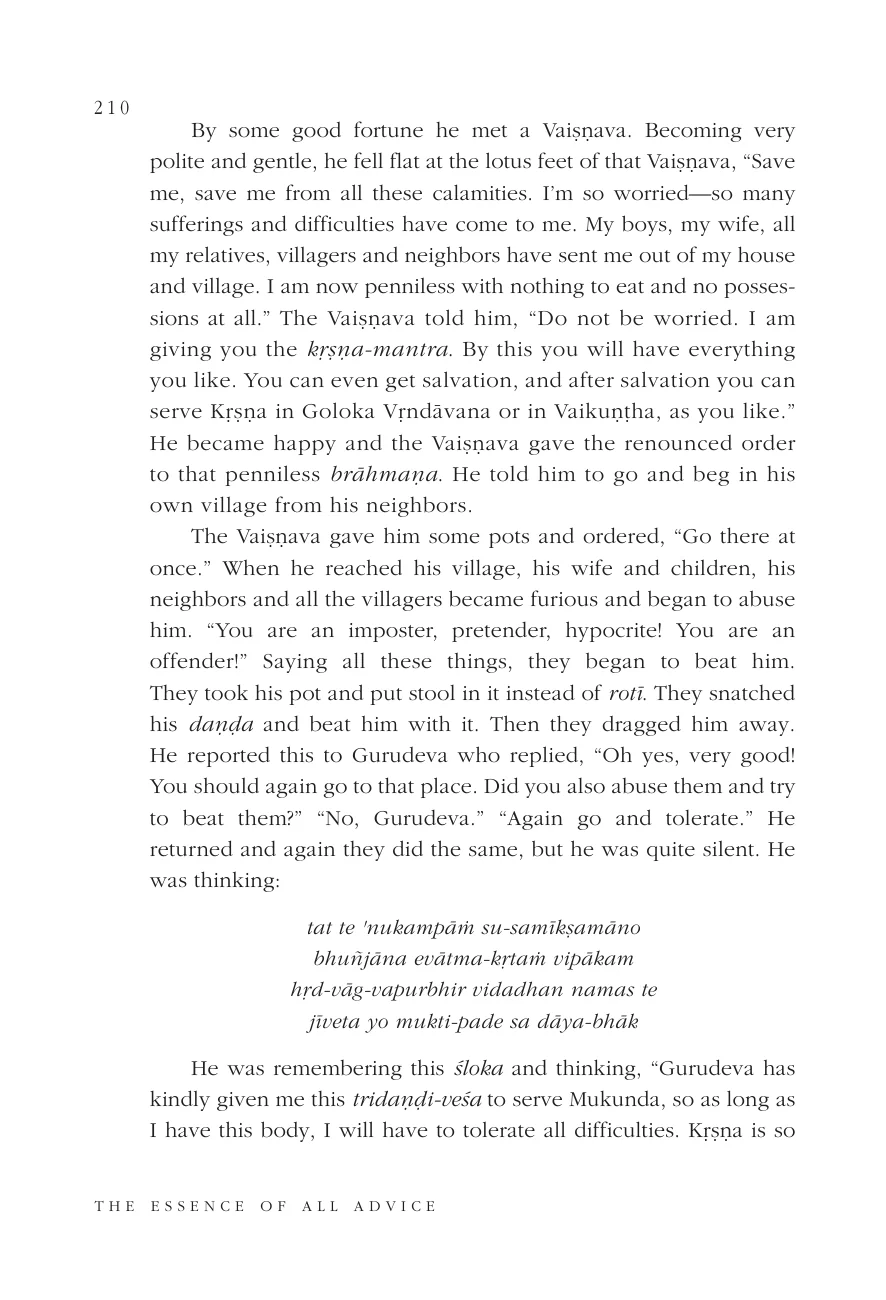 210
By some good fortune he met a Vaiṣṇava. Becoming very
polite and gentle, he fell flat at the lotus feet of that Vaiṣṇava, “Save
me, save me from all these calamities. I’m so worried—so many
sufferings and difficulties have come to me. My boys, my wife, all
my relatives, villagers and neighbors have sent me out of my house
and village. I am now penniless with nothing to eat and no posses-
sions at all.” The Vaiṣṇava told him, “Do not be worried. I am
giving you the kṛṣṇa-mantra. By this you will have everything
you like. You can even get salvation, and after salvation you can
serve Kṛṣṇa in Goloka Vṛndāvana or in Vaikuṇṭha, as you like.”
He became happy and the Vaiṣṇava gave the renounced order
to that penniless brāhmaṇa. He told him to go and beg in his
own village from his neighbors.
The Vaiṣṇava gave him some pots and ordered, “Go there at
once.” When he reached his village, his wife and children, his
neighbors and all the villagers became furious and began to abuse
him. “You are an imposter, pretender, hypocrite! You are an
offender!” Saying all these things, they began to beat him.
They took his pot and put stool in it instead of rotī. They snatched
his daṇḍa and beat him with it. Then they dragged him away.
He reported this to Gurudeva who replied, “Oh yes, very good!
You should again go to that place. Did you also abuse them and try
to beat them?” “No, Gurudeva.” “Again go and tolerate.” He
returned and again they did the same, but he was quite silent. He
was thinking:
tat te 'nukampāṁ su-samīkṣamāno
bhuñjāna evātma-kṛtaṁ vipākam
hṛd-vāg-vapurbhir vidadhan namas te
jīveta yo mukti-pade sa dāya-bhāk
He was remembering this śloka and thinking, “Gurudeva has
kindly given me this tridaṇḍi-veśa to serve Mukunda, so as long as
I have this body, I will have to tolerate all difficulties. Kṛṣṇa is so
THE ESSENCE OF ALL ADVICE